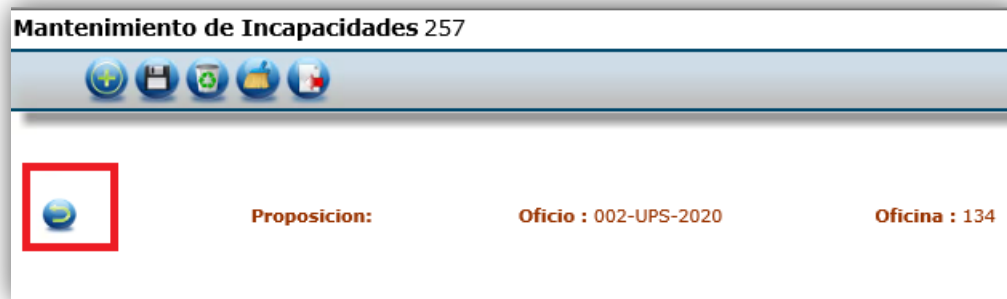 Mantenimiento de Incapacidades 257
Proposicion: Oficio : 002-UPS-2020 Oficina : 134